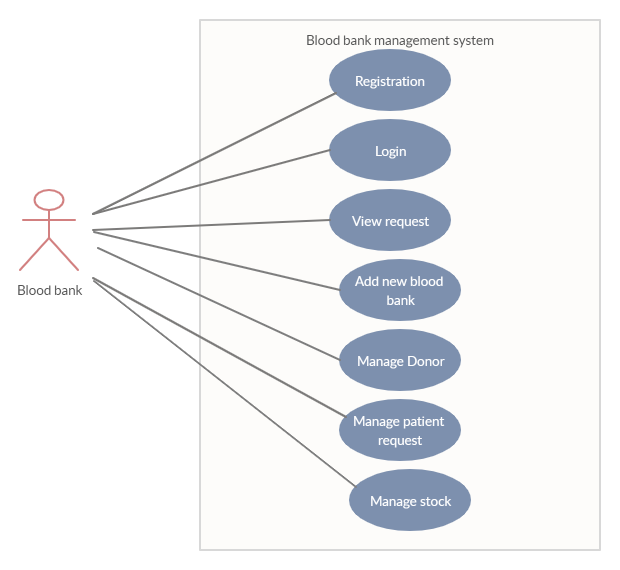 Blood bank management system
Registration
Login
View request
Add new blood
bank
Blood bank
Manage Donor
Manage patient
request
Manage stock